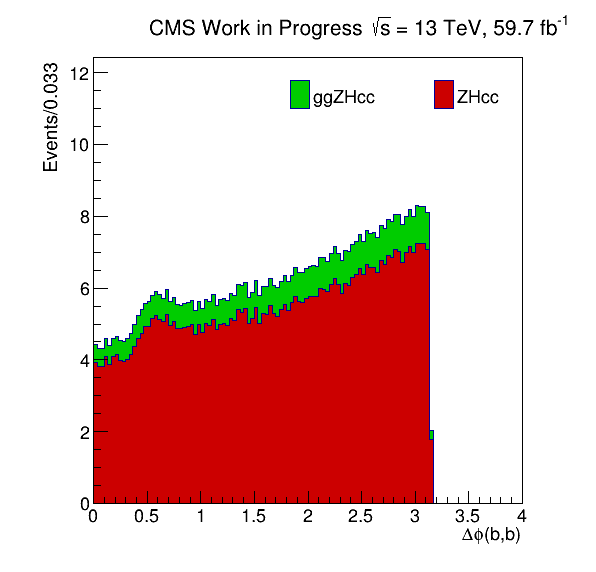 CMS Work in Progress √s = 13 TeV, 59.7 fb⁻¹
Events/0.033
12
10
8
6
4
2
0
ggZHcc ZHcc
0 0.5 1 1.5 2 2.5 3 3.5 4
Δϕ(b,b)